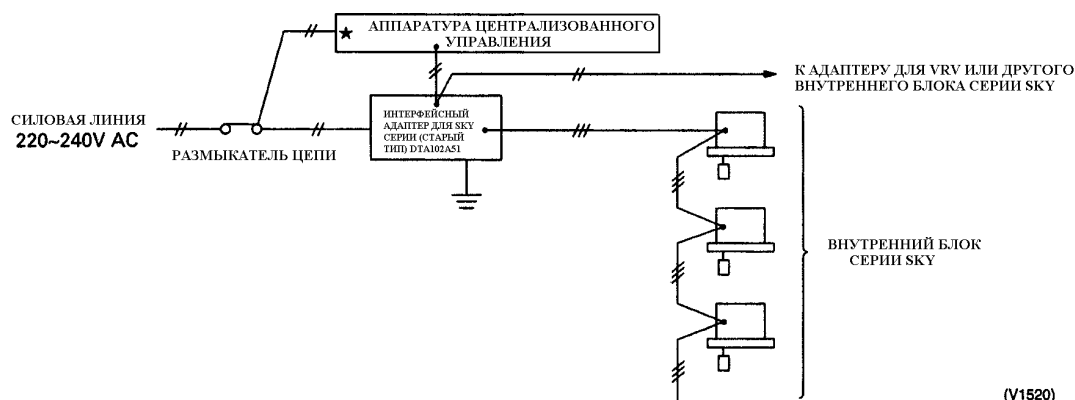 ★ АППАРАТУРА ЦЕНТРАЛИЗОВАННОГО
УПРАВЛЕНИЯ
К АДАПТЕРУ ДЛЯ VRV ИЛИ ДРУГОГО
ВНУТРЕННЕГО БЛОКА СЕРИИ SKY
СИЛОВАЯ ЛИНИЯ
220~240V AC
РАЗМЫКАТЕЛЬ ЦЕПИ
ИНТЕРФЕЙСНЫЙ
АДАПТЕР ДЛЯ SKY
СЕРИИ (СТАРЫЙ
ТИП) DTA102A51
ВНУТРЕННИЙ БЛОК
СЕРИИ SKY
(V1520)